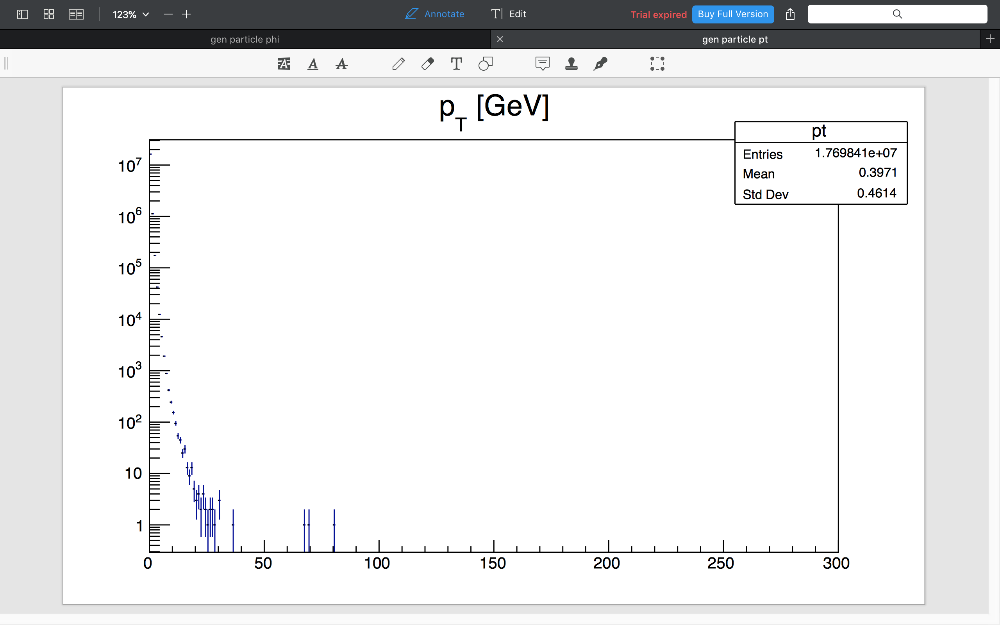 123%
Annotate
Edit
Trial expired
Buy Full Version
gen particle phi
gen particle pt
p_T [GeV]
pt
Entries 1.769841e+07
Mean 0.3971
Std Dev 0.4614
10^7
10^6
10^5
10^4
10^3
10^2
10
1
0 50 100 150 200 250 300